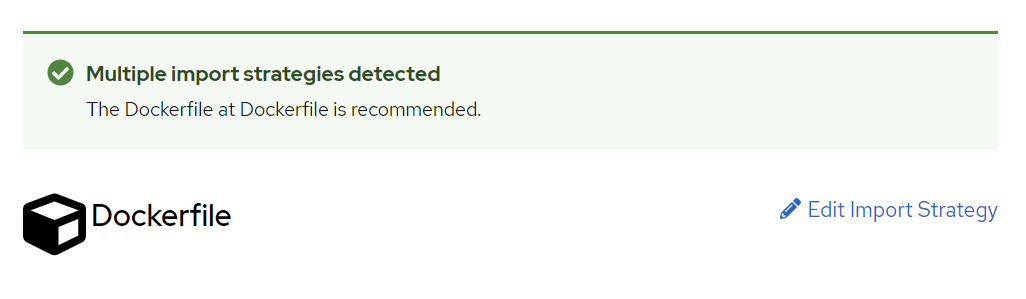 Multiple import strategies detected
The Dockerfile at Dockerfile is recommended.
Dockerfile
Edit Import Strategy